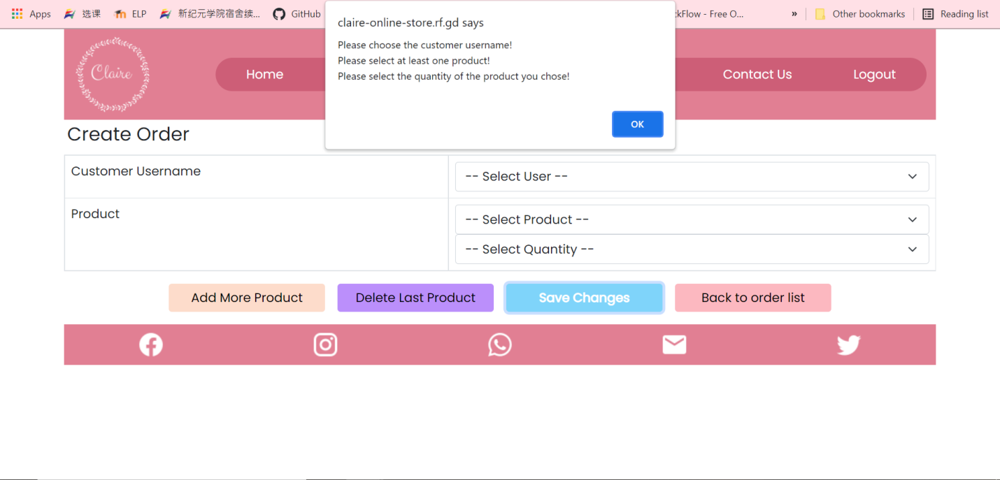 Apps 选课 ELP 新纪元学院宿舍续... GitHub ckFlow - Free O... » Other bookmarks Reading list
claire-online-store.rf.gd says
Please choose the customer username!
Please select at least one product!
Please select the quantity of the product you chose!
OK
Claire Home Contact Us Logout
Create Order
Customer Username -- Select User --
Product -- Select Product --
-- Select Quantity --
Add More Product Delete Last Product Save Changes Back to order list